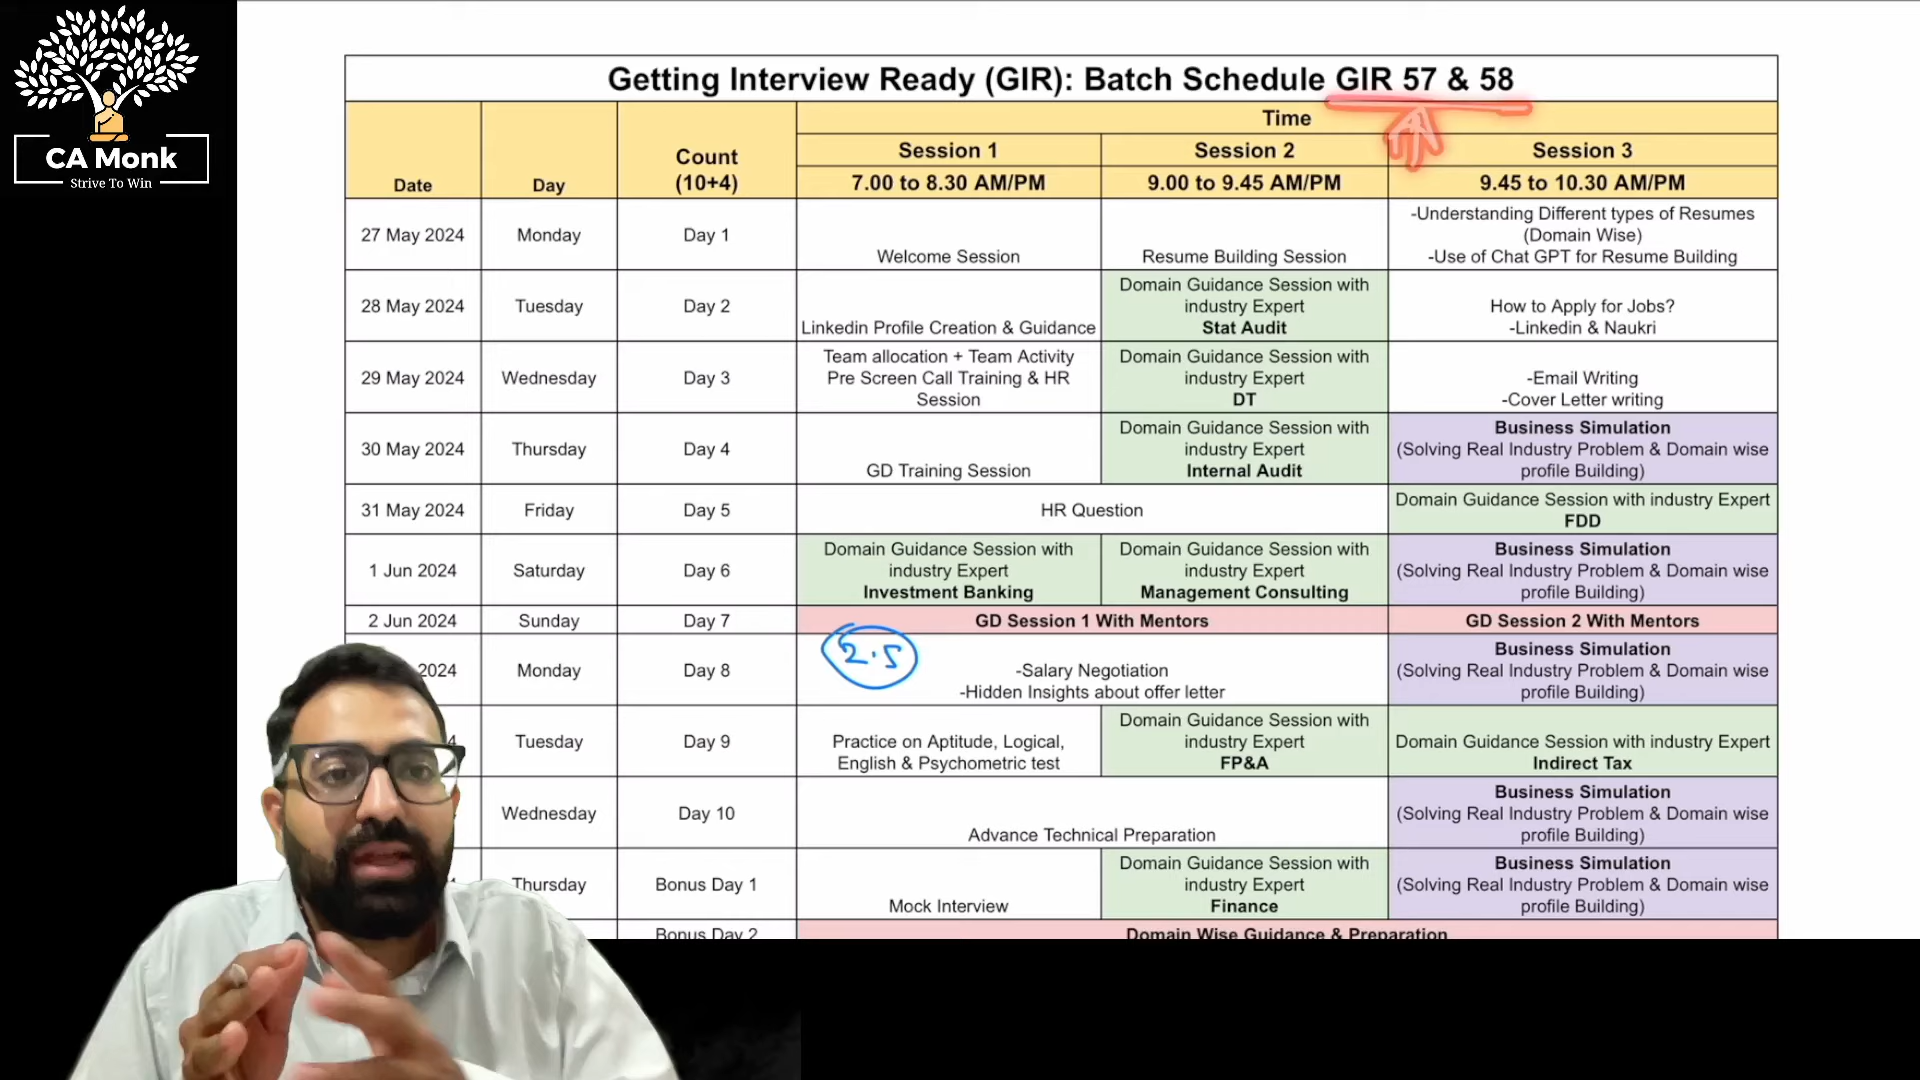 CA Monk
Strive To Win
Getting Interview Ready (GIR): Batch Schedule GIR 57 & 58
Date
Day
Count
(10+4)
Time
Session 1
Session 2
Session 3
7.00 to 8.30 AM/PM
9.00 to 9.45 AM/PM
9.45 to 10.30 AM/PM
27 May 2024
Monday
Day 1
Welcome Session
Resume Building Session
-Understanding Different types of Resumes
(Domain Wise)
-Use of Chat GPT for Resume Building
28 May 2024
Tuesday
Day 2
Linkedin Profile Creation & Guidance
Domain Guidance Session with
industry Expert
Stat Audit
How to Apply for Jobs?
-Linkedin & Naukri
29 May 2024
Wednesday
Day 3
Team allocation + Team Activity
Pre Screen Call Training & HR
Session
Domain Guidance Session with
industry Expert
DT
-Email Writing
-Cover Letter writing
30 May 2024
Thursday
Day 4
GD Training Session
Domain Guidance Session with
industry Expert
Internal Audit
Business Simulation
(Solving Real Industry Problem & Domain wise
profile Building)
31 May 2024
Friday
Day 5
HR Question
Domain Guidance Session with industry Expert
FDD
1 Jun 2024
Saturday
Day 6
Domain Guidance Session with
industry Expert
Investment Banking
Domain Guidance Session with
industry Expert
Management Consulting
Business Simulation
(Solving Real Industry Problem & Domain wise
profile Building)
2 Jun 2024
Sunday
Day 7
GD Session 1 With Mentors
GD Session 2 With Mentors
2024
Monday
Day 8
2.5
-Salary Negotiation
-Hidden Insights about offer letter
Business Simulation
(Solving Real Industry Problem & Domain wise
profile Building)
Tuesday
Day 9
Practice on Aptitude, Logical,
English & Psychometric test
Domain Guidance Session with
industry Expert
FP&A
Domain Guidance Session with industry Expert
Indirect Tax
Wednesday
Day 10
Advance Technical Preparation
Business Simulation
(Solving Real Industry Problem & Domain wise
profile Building)
Thursday
Bonus Day 1
Mock Interview
Domain Guidance Session with
industry Expert
Finance
Business Simulation
(Solving Real Industry Problem & Domain wise
profile Building)
Bonus Day 2
Domain Wise Guidance & Preparation